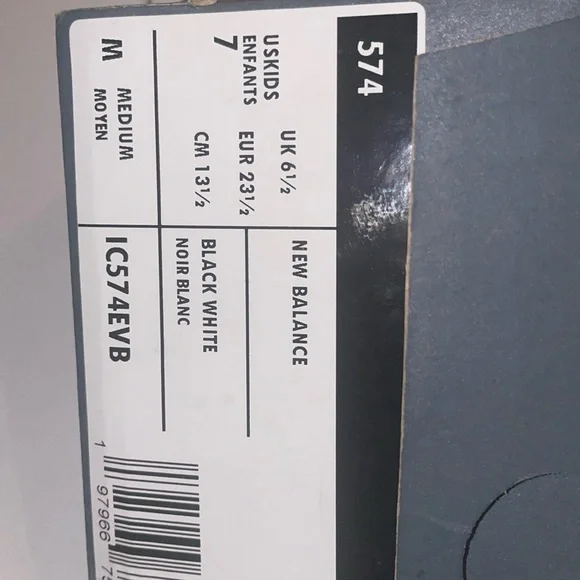 574
USKIDS
ENFANTS
7
UK 6½
EUR 23½
CM 13½
M
MEDIUM
MOYEN
NEW BALANCE
BLACK WHITE
NOIR BLANC
IC574EVB
1 97966